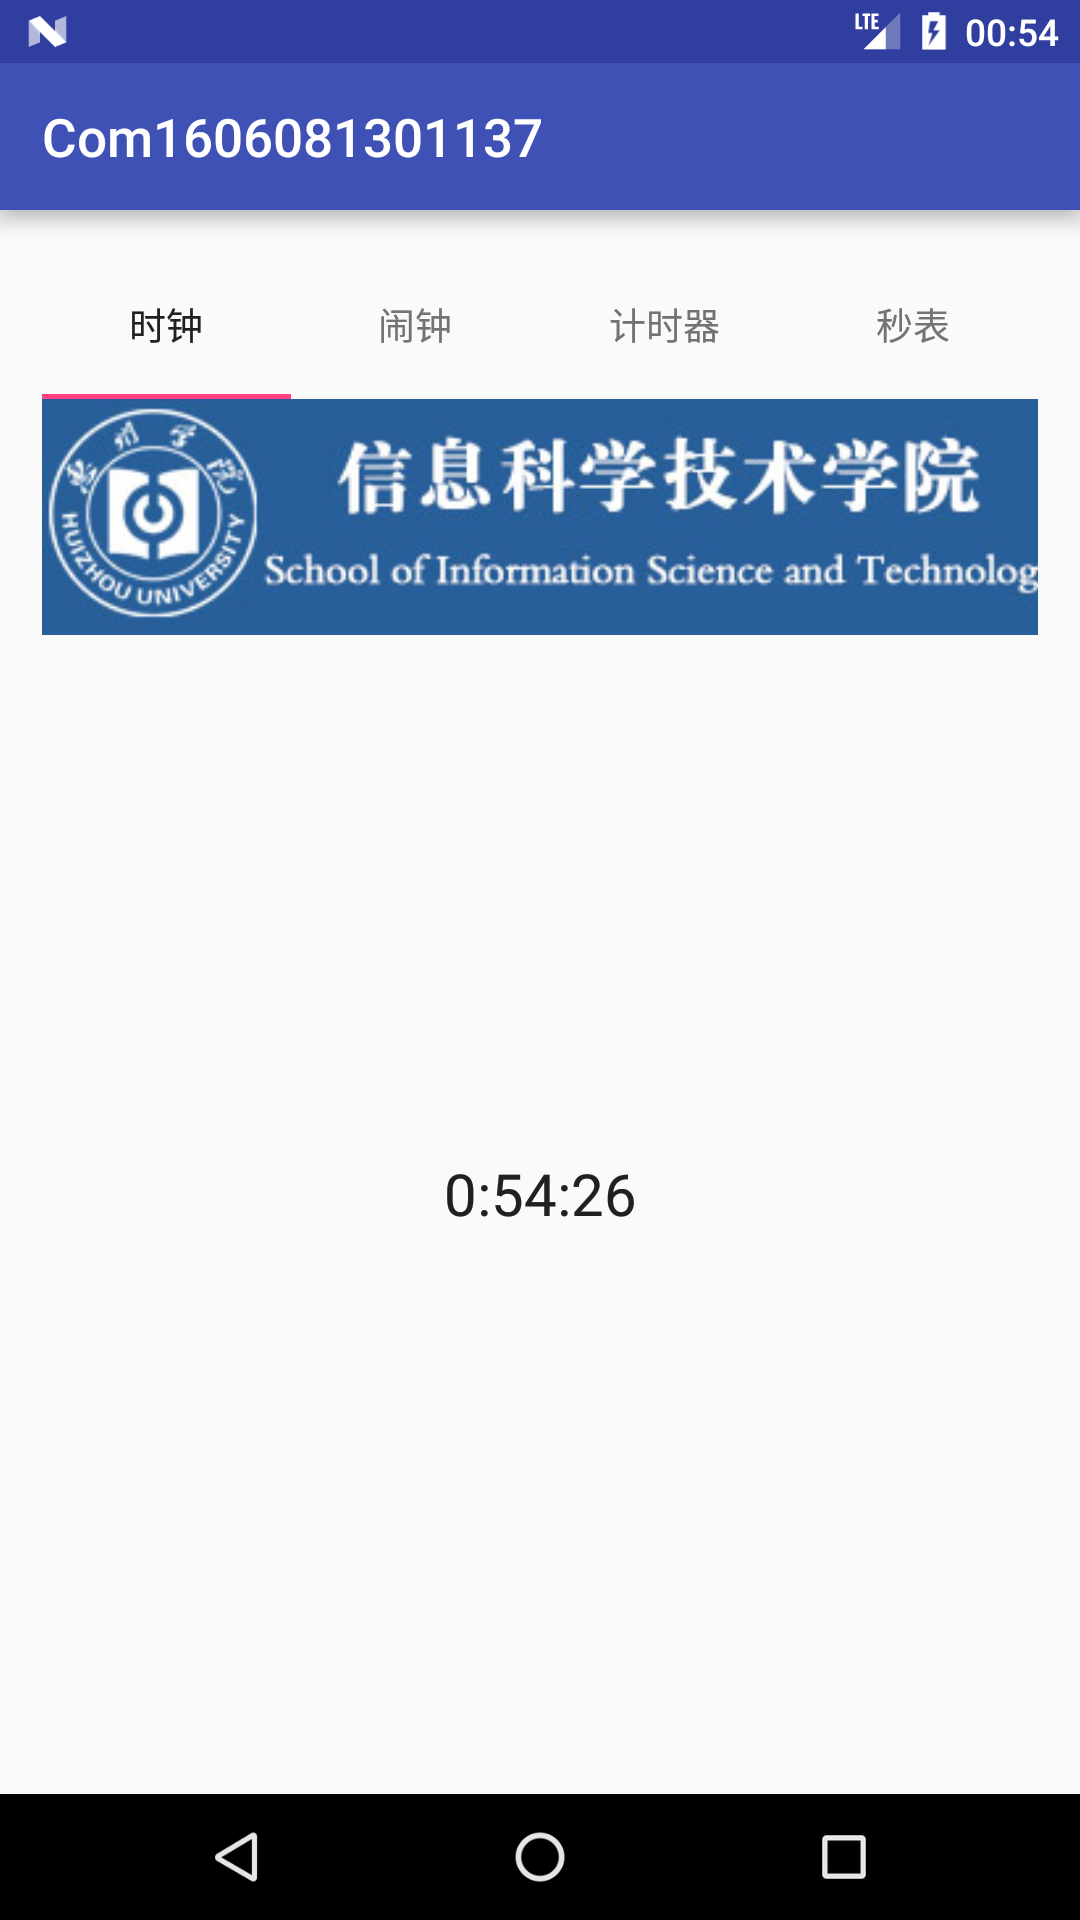 LTE 00:54
Com1606081301137
时钟 闹钟 计时器 秒表
惠州学院
HUIZHOU UNIVERSITY
信息科学技术学院
School of Information Science and Technolog
0:54:26